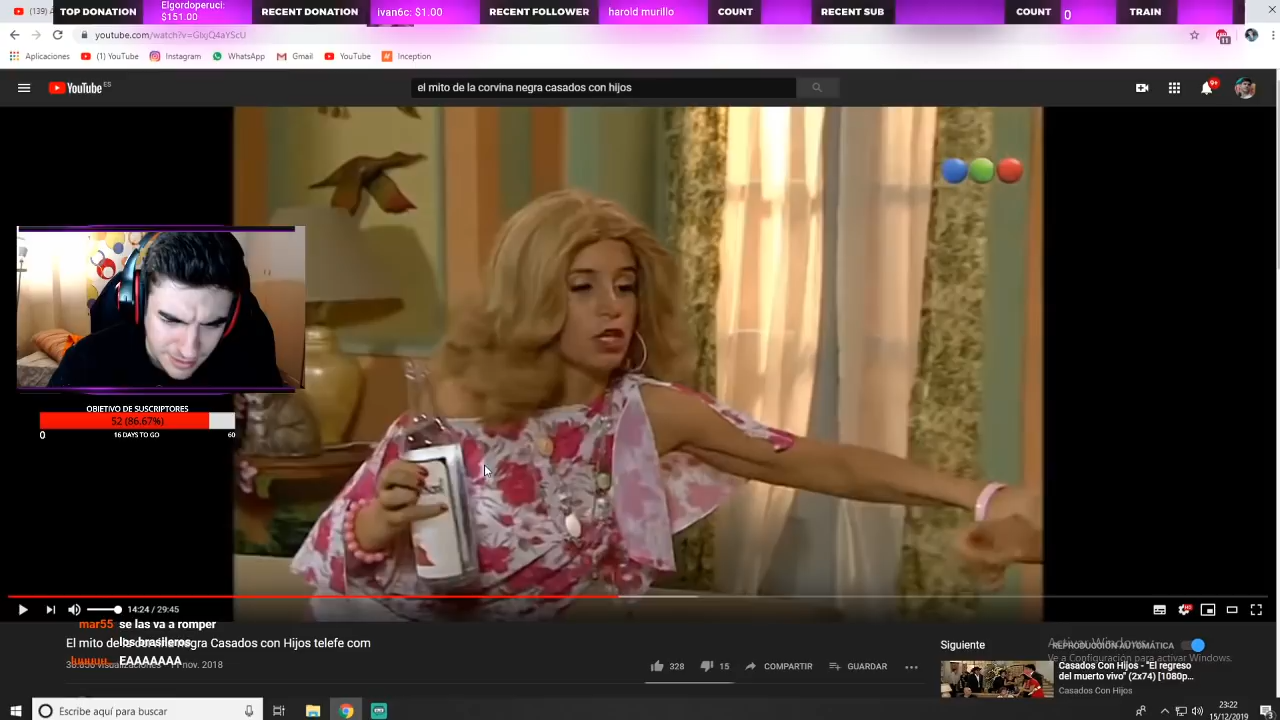 (139)
TOP DONATION
Elgordoperuci: $151.00
RECENT DONATION
ivan6c: $1.00
RECENT FOLLOWER
harold murillo
COUNT
RECENT SUB
COUNT
0
TRAIN
Aplicaciones
(1) YouTube
Instagram
WhatsApp
Gmail
YouTube
Inception
YouTube ES
el mito de la corvina negra casados con hijos
9+
OBJETIVO DE SUSCRIPTORES
52 (86.67%)
0
16 DAYS TO GO
60
14:24 / 29:45
HD
mar55 se las va a romper
los brasileros
EAAAAAAA
El mito de la corvina negra Casados con Hijos telefe com
nov. 2018
328
15
COMPARTIR
GUARDAR
Siguiente
REPRODUCCIÓN AUTOMÁTICA
Activar Windows
Ve a Configuración para activar Windows.
Casados Con Hijos - "El regreso
del muerto vivo" (2x74) [1080p...
Casados Con Hijos
Escribe aquí para buscar
23:22
15/12/2019